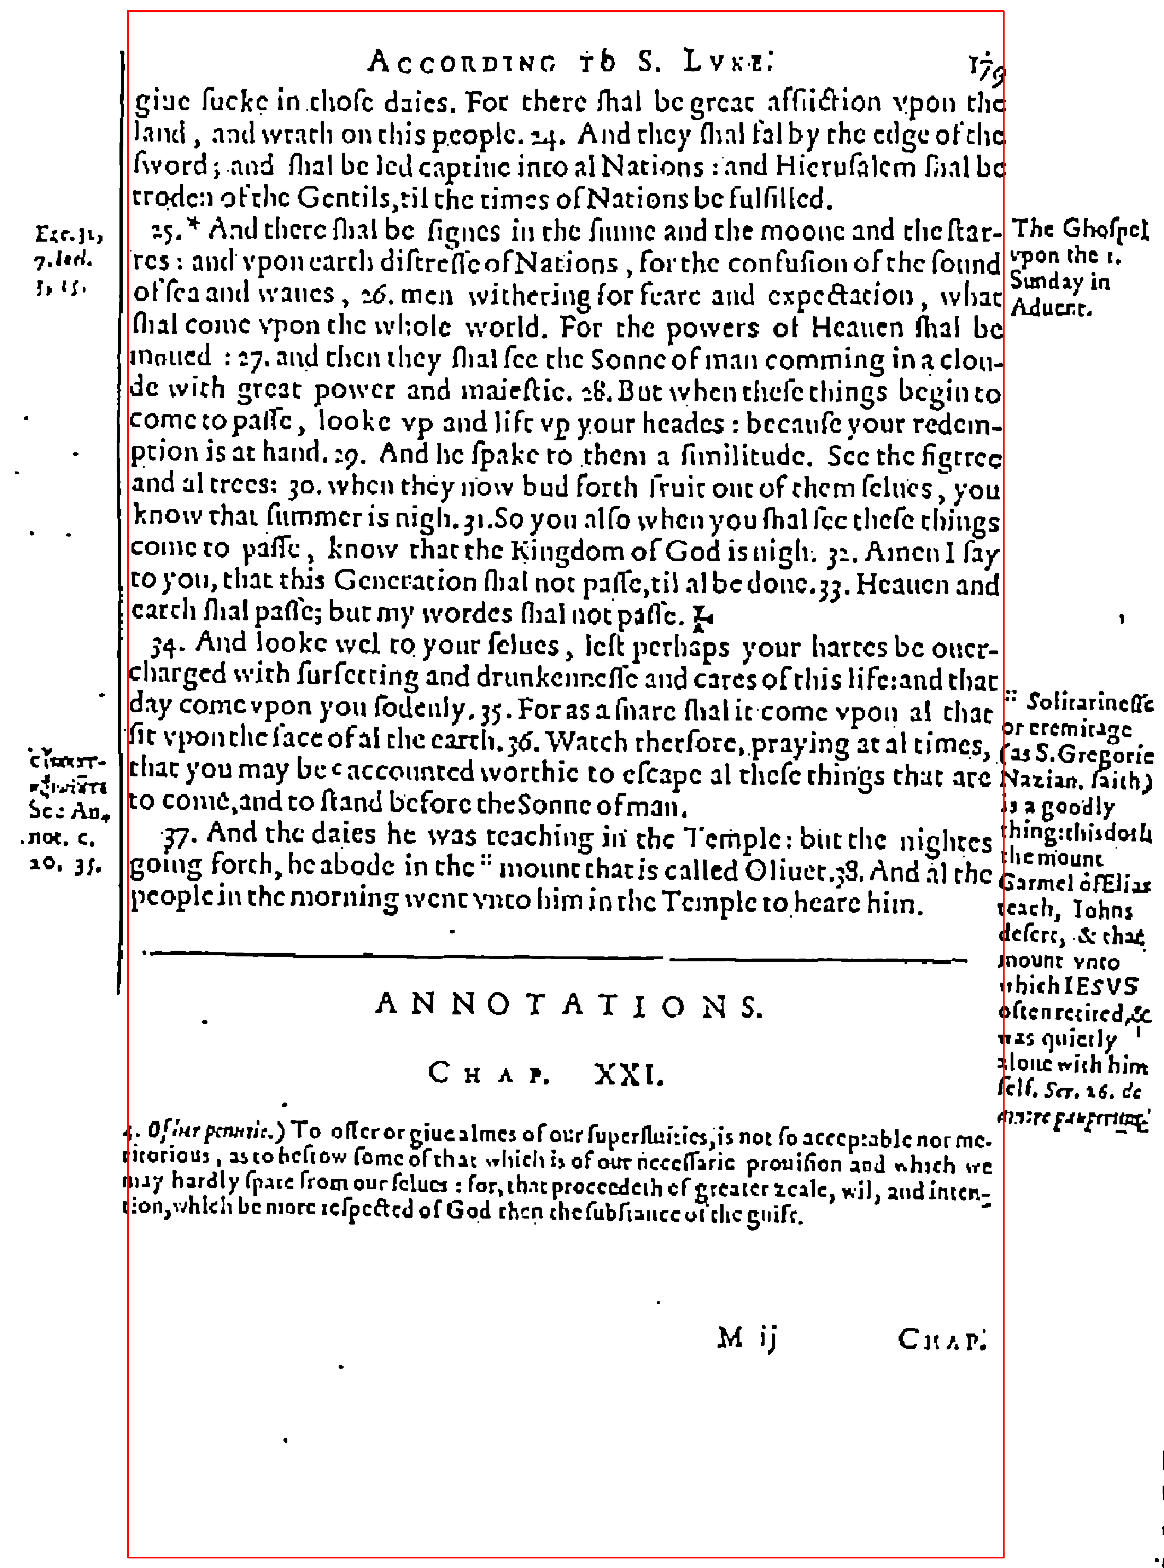 ACCORDING to S. LVKE. 179
giue ſucke in thoſe daies. For there ſhal be great affliction vpon the
land, and wrath on this people. 24. And they ſhal fal by the edge of the
ſword; and ſhal be led captiue into al Nations: and Hieruſalem ſhal be
troden of the Gentils, til the times of Nations be fulfilled.
25. * And there ſhal be ſignes in the ſunne and the moone and the ſtar-
res: and vpon earth diſtreſſe of Nations, for the confuſion of the ſound
of ſea and waues, 26. men withering for feare and expectation, what
ſhal come vpon the whole world. For the powers of Heauen ſhal be
moued: 27. and then they ſhal ſee the Sonne of man comming in a clou-
de with great power and maieſtie. 28. But when theſe things begin to
come to paſſe, looke vp and lift vp your heades: becauſe your redem-
ption is at hand. 29. And he ſpake to them a ſimilitude. See the figtree
and al trees: 30. when they now bud forth fruit out of them ſelues, you
know that ſummer is nigh. 31. So you alſo when you ſhal ſee theſe things
come to paſſe, know that the Kingdom of God is nigh. 32. Amen I ſay
to you, that this Generation ſhal not paſſe, til al be done. 33. Heauen and
earth ſhal paſſe; but my wordes ſhal not paſſe.
34. And looke wel to your ſelues, leſt perhaps your hartes be ouer-
charged with ſurfetting and drunkenneſſe and cares of this life: and that
day come vpon you ſodenly. 35. For as a ſnare ſhal it come vpon al that
ſit vpon the face of al the earth. 36. Watch therfore, praying at al times,
that you may be c accounted worthie to eſcape al theſe things that are
to come, and to ſtand before the Sonne of man.
37. And the daies he was teaching in the Temple: but the nightes
going forth, he abode in the :: mount that is called Oliuet. 38. And al the
people in the morning went vnto him in the Temple to heare him.
7. Ioel.
3, 15.
See An.
not. c.
20. 35.
The Ghoſpel
vpon the 1.
Sunday in
Aduent.
:: Solitarineſſe
or eremitage
(as S. Gregorie
Nazian. ſaith)
is a goodly
thing: this doth
the mount
Carmel of Elias
teach, Iohns
deſert, & that
mount vnto
which IESVS
often retired, &
was quietly
alone with him
ſelf. Ser. 26. de
ANNOTATIONS.
CHAP. XXI.
4. Of her penurie.) To offer or giue almes of our ſuperfluities, is not ſo acceptable nor me-
ritorious, as to beſtow ſome of that which is of our neceſſarie prouiſion and which we
may hardly ſpare from our ſelues: for, that proceedeth of greater zeale, wil, and inten-
tion, which be more reſpected of God then the ſubſtance of the guift.
M ij CHAP.